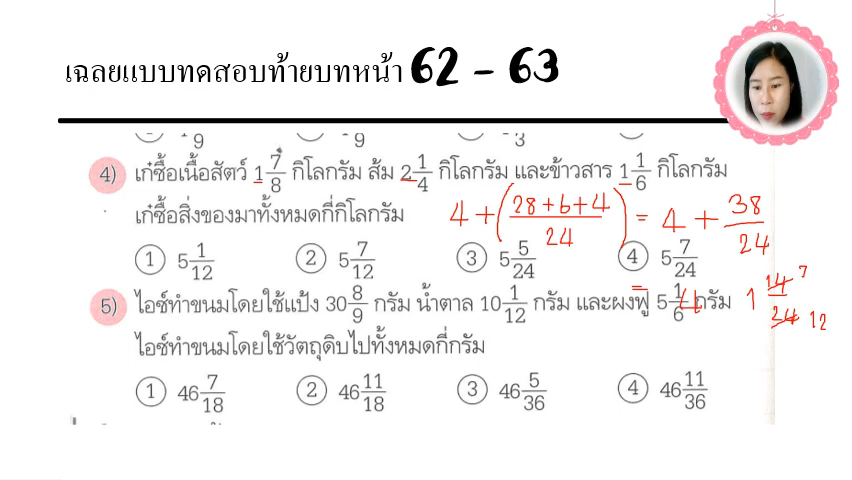 เฉลยแบบทดสอบท้ายบทหน้า 62 - 63
4) เก๋ซื้อเนื้อสัตว์ 1 7/8 กิโลกรัม ส้ม 2 1/4 กิโลกรัม และข้าวสาร 1 1/6 กิโลกรัม
เก๋ซื้อสิ่งของมาทั้งหมดกี่กิโลกรัม
4 + (28+6+4/24) = 4 + 38/24
1 5 1/12 2 5 7/12 3 5 5/24 4 5 7/24
1 14/24 7 12
5) ไอซ์ทำขนมโดยใช้แป้ง 30 8/9 กรัม น้ำตาล 10 1/12 กรัม และผงฟู 5 1/6 กรัม
ไอซ์ทำขนมโดยใช้วัตถุดิบไปทั้งหมดกี่กรัม
1 46 7/18 2 46 11/18 3 46 5/36 4 46 11/36